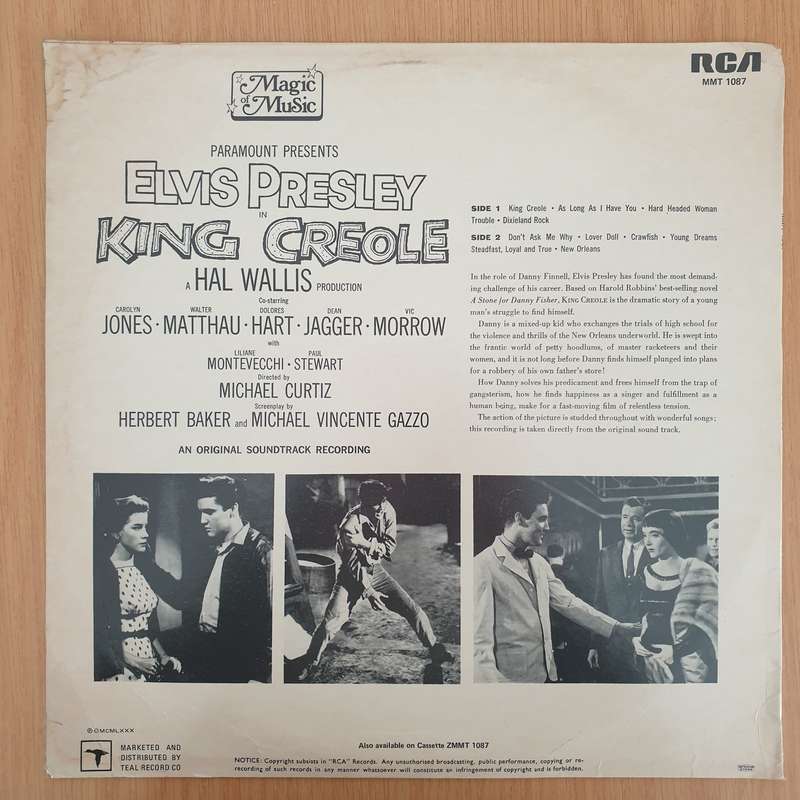 Magic
of
Music
RCA
MMT 1087
PARAMOUNT PRESENTS
ELVIS PRESLEY
IN
KING CREOLE
A HAL WALLIS PRODUCTION
Co-starring
CAROLYN WALTER DOLORES DEAN VIC
JONES · MATTHAU · HART · JAGGER · MORROW
with
LILIANE PAUL
MONTEVECCHI · STEWART
Directed by
MICHAEL CURTIZ
Screenplay by
HERBERT BAKER and MICHAEL VINCENTE GAZZO
AN ORIGINAL SOUNDTRACK RECORDING
SIDE 1 King Creole • As Long As I Have You • Hard Headed Woman
Trouble • Dixieland Rock
SIDE 2 Don't Ask Me Why • Lover Doll • Crawfish • Young Dreams
Steadfast, Loyal and True • New Orleans
In the role of Danny Finnell, Elvis Presley has found the most demand-
ing challenge of his career. Based on Harold Robbins' best-selling novel
A Stone for Danny Fisher, KING CREOLE is the dramatic story of a young
man's struggle to find himself.
Danny is a mixed-up kid who exchanges the trials of high school for
the violence and thrills of the New Orleans underworld. He is swept into
the frantic world of petty hoodlums, of master racketeers and their
women, and it is not long before Danny finds himself plunged into plans
for a robbery of his own father's store!
How Danny solves his predicament and frees himself from the trap of
gangsterism, how he finds happiness as a singer and fulfillment as a
human being, make for a fast-moving film of relentless tension.
The action of the picture is studded throughout with wonderful songs;
this recording is taken directly from the original sound track.
℗©MCMLXXX
MARKETED AND
DISTRIBUTED BY
TEAL RECORD CO
Also available on Cassette ZMMT 1087
NOTICE: Copyright subsists in "RCA" Records. Any unauthorised broadcasting, public performance, copying or re-
recording of such records in any manner whatsoever will constitute an infringement of copyright and is forbidden.